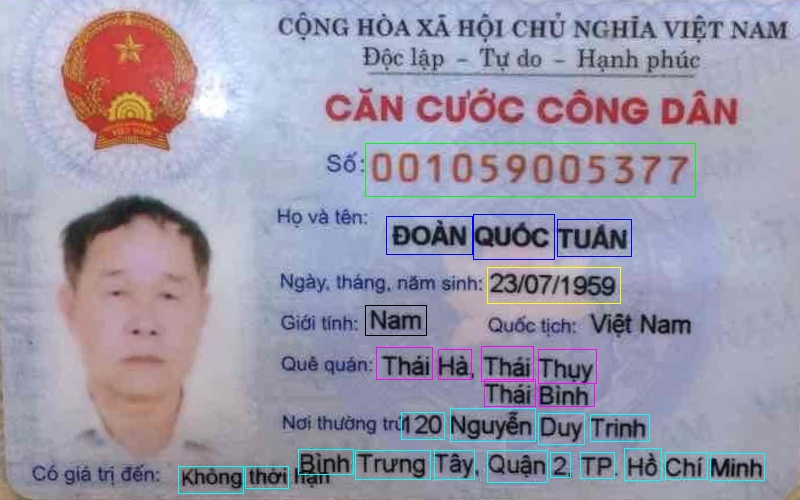 CỘNG HÒA XÃ HỘI CHỦ NGHĨA VIỆT NAM
Độc lập - Tự do - Hạnh phúc
CĂN CƯỚC CÔNG DÂN
Số: 001059005377
Họ và tên: ĐOÀN QUỐC TUẤN
Ngày, tháng, năm sinh: 23/07/1959
Giới tính: Nam Quốc tịch: Việt Nam
Quê quán: Thái Hà, Thái Thụy
Thái Bình
Nơi thường trú: 120 Nguyễn Duy Trinh
Bình Trưng Tây, Quận 2, TP. Hồ Chí Minh
Có giá trị đến: Không thời hạn